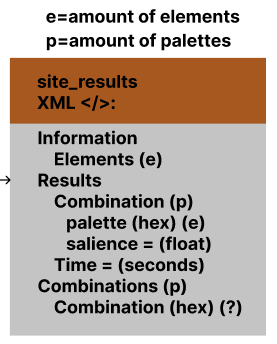 e=amount of elements
p=amount of palettes
site_results
XML </>:
Information
Elements (e)
Results
Combination (p)
palette (hex) (e)
salience = (float)
Time = (seconds)
Combinations (p)
Combination (hex) (?)